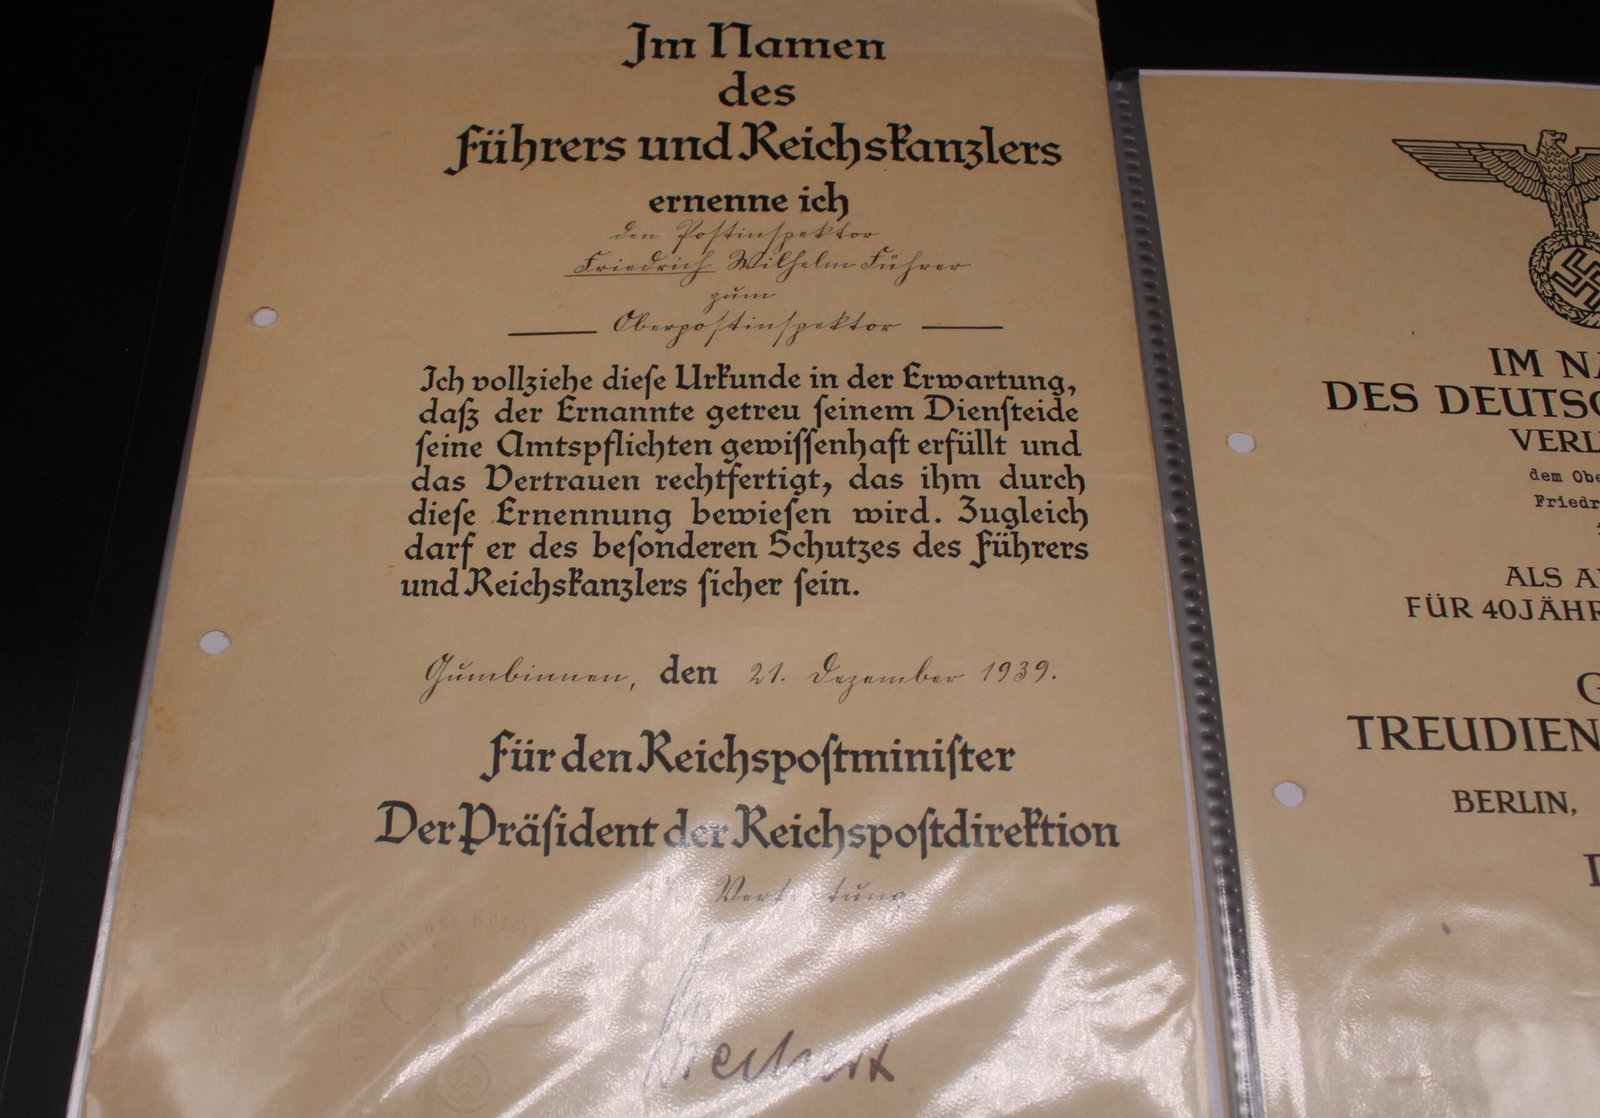 Im Namen
des
Führers und Reichskanzlers
ernenne ich
den Postinspektor
Friedrich Wilhelm Führer
zum
Oberpostinspektor
Ich vollziehe dieſe Urkunde in der Erwartung,
daß der Ernannte getreu ſeinem Dienſteide
ſeine Amtspflichten gewiſſenhaft erfüllt und
das Vertrauen rechtfertigt, das ihm durch
dieſe Ernennung bewieſen wird. Zugleich
darf er des beſonderen Schutzes des Führers
und Reichskanzlers ſicher ſein.
Gumbinnen, den 21. Dezember 1939.
Für den Reichspoſtminiſter
Der Präſident der Reichspoſtdirektion
Vertretung
IM NA
DES DEUTSC
VERL
dem Obe
Friedr
ALS A
FÜR 40JÄHR
G
TREUDIEN
BERLIN,
D